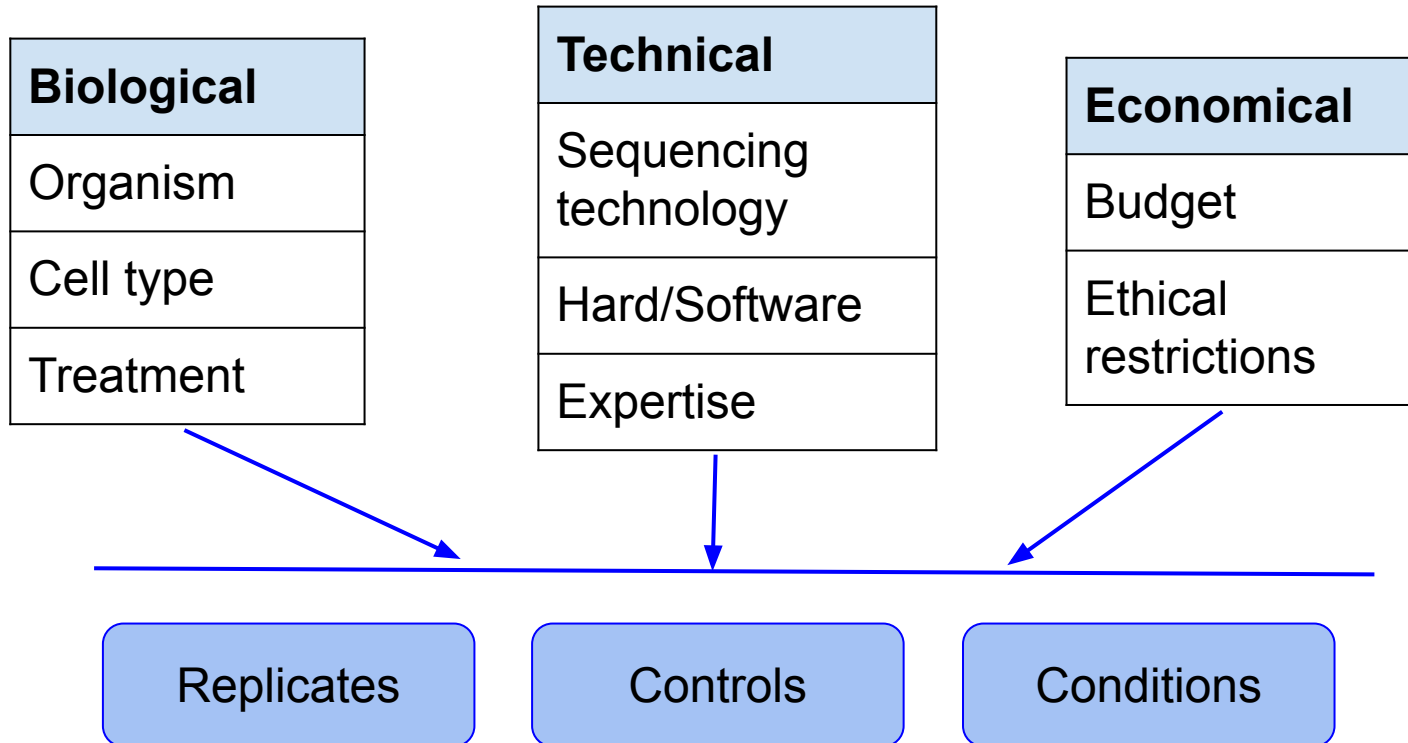 Biological
Organism
Cell type
Treatment
Technical
Sequencing
technology
Hard/Software
Expertise
Economical
Budget
Ethical
restrictions
Replicates
Controls
Conditions